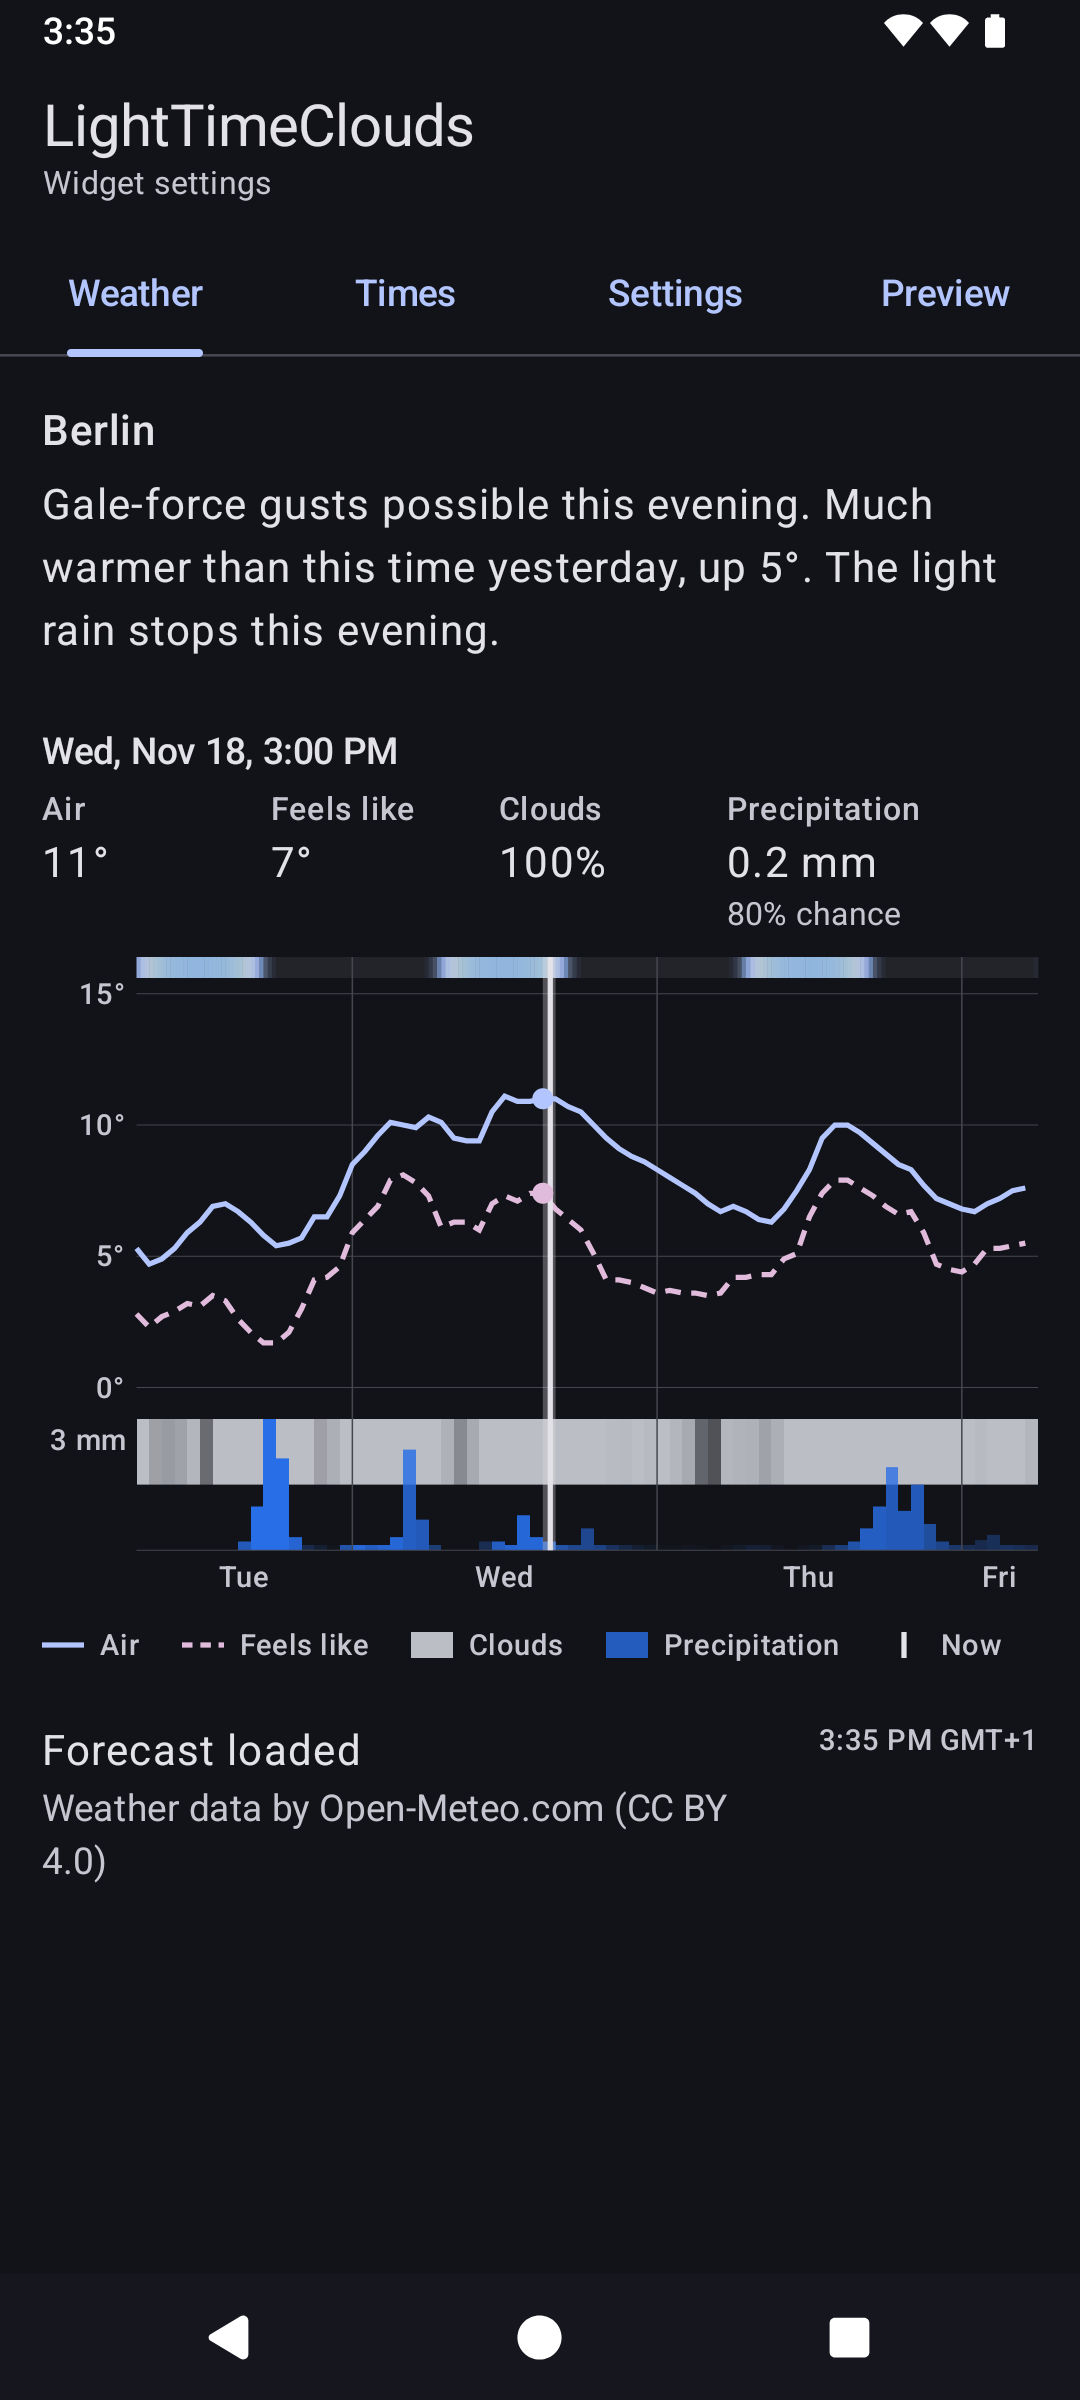 3:35
LightTimeClouds
Widget settings
Weather Times Settings Preview
Berlin
Gale-force gusts possible this evening. Much
warmer than this time yesterday, up 5°. The light
rain stops this evening.
Wed, Nov 18, 3:00 PM
Air Feels like Clouds Precipitation
11° 7° 100% 0.2 mm
80% chance
15°
10°
5°
0°
3 mm
Tue Wed Thu Fri
Air Feels like Clouds Precipitation Now
Forecast loaded 3:35 PM GMT+1
Weather data by Open-Meteo.com (CC BY
4.0)